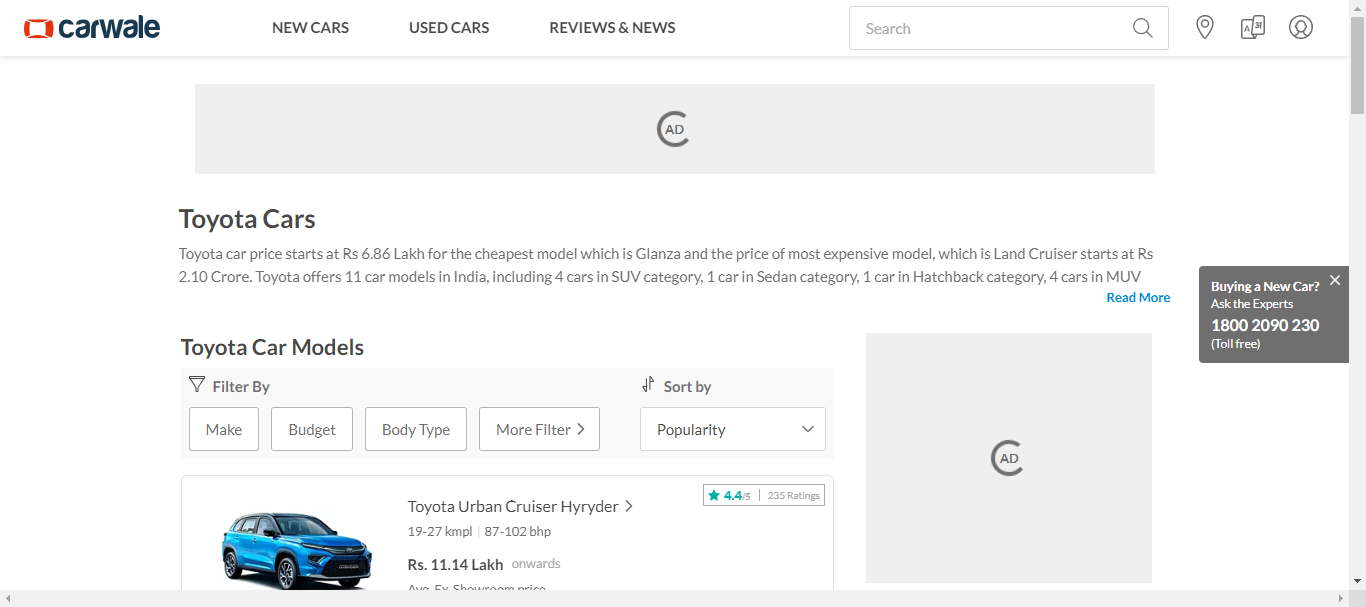 carwale
NEW CARS
USED CARS
REVIEWS & NEWS
Search
AD
Toyota Cars
Toyota car price starts at Rs 6.86 Lakh for the cheapest model which is Glanza and the price of most expensive model, which is Land Cruiser starts at Rs
2.10 Crore. Toyota offers 11 car models in India, including 4 cars in SUV category, 1 car in Sedan category, 1 car in Hatchback category, 4 cars in MUV
Read More
Buying a New Car?
Ask the Experts
1800 2090 230
(Toll free)
Toyota Car Models
Filter By
Sort by
Make
Budget
Body Type
More Filter
Popularity
AD
Toyota Urban Cruiser Hyryder
4.4/5 | 235 Ratings
19-27 kmpl | 87-102 bhp
Rs. 11.14 Lakh onwards
Avg. Ex-Showroom price